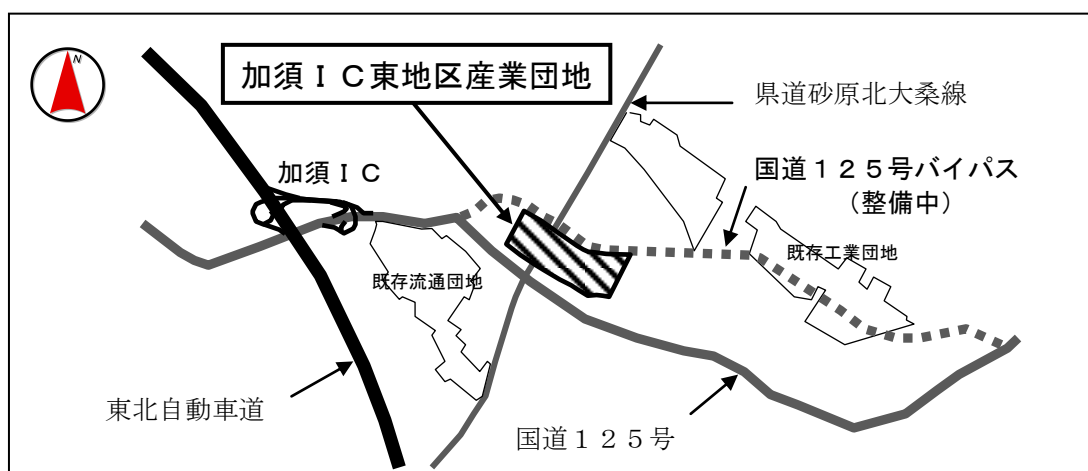 N
加須ＩＣ東地区産業団地
県道砂原北大桑線
加須ＩＣ
国道１２５号バイパス
（整備中）
既存工業団地
既存流通団地
東北自動車道
国道１２５号